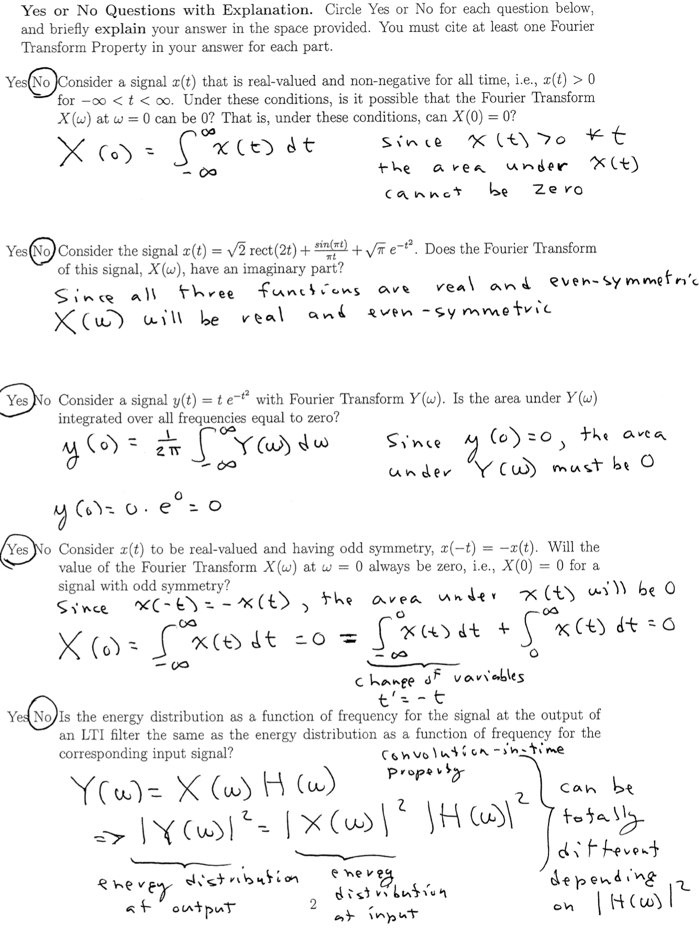 Yes or No Questions with Explanation. Circle Yes or No for each question below,
and briefly explain your answer in the space provided. You must cite at least one Fourier
Transform Property in your answer for each part.
Yes No Consider a signal x(t) that is real-valued and non-negative for all time, i.e., x(t) > 0
for −∞ < t < ∞. Under these conditions, is it possible that the Fourier Transform
X(ω) at ω = 0 can be 0? That is, under these conditions, can X(0) = 0?
X(0) = ∫_{-∞}^{∞} x(t) dt
since x(t) > 0 ∀ t
the area under x(t)
cannot be zero
Yes No Consider the signal x(t) = √2 rect(2t) + sin(πt)/πt + √π e^{-t²}. Does the Fourier Transform
of this signal, X(ω), have an imaginary part?
Since all three functions are real and even-symmetric
X(ω) will be real and even-symmetric
Yes No Consider a signal y(t) = t e^{-t²} with Fourier Transform Y(ω). Is the area under Y(ω)
integrated over all frequencies equal to zero?
y(0) = 1/2π ∫_{-∞}^{∞} Y(ω) dω
Since y(0)=0, the area
under Y(ω) must be 0
y(0) = 0 · e^0 = 0
Yes No Consider x(t) to be real-valued and having odd symmetry, x(−t) = −x(t). Will the
value of the Fourier Transform X(ω) at ω = 0 always be zero, i.e., X(0) = 0 for a
signal with odd symmetry?
Since x(-t) = -x(t), the area under x(t) will be 0
X(0) = ∫_{-∞}^{∞} x(t) dt = 0 = ∫_{-∞}^{0} x(t) dt + ∫_{0}^{∞} x(t) dt = 0
change of variables
t' = -t
Yes No Is the energy distribution as a function of frequency for the signal at the output of
an LTI filter the same as the energy distribution as a function of frequency for the
corresponding input signal?
convolution-in-time
property
Y(ω) = X(ω) H(ω)
=> |Y(ω)|² = |X(ω)|² |H(ω)|²
can be
totally
different
depending
on |H(ω)|²
energy distribution
at output
energy
distribution
at input
2